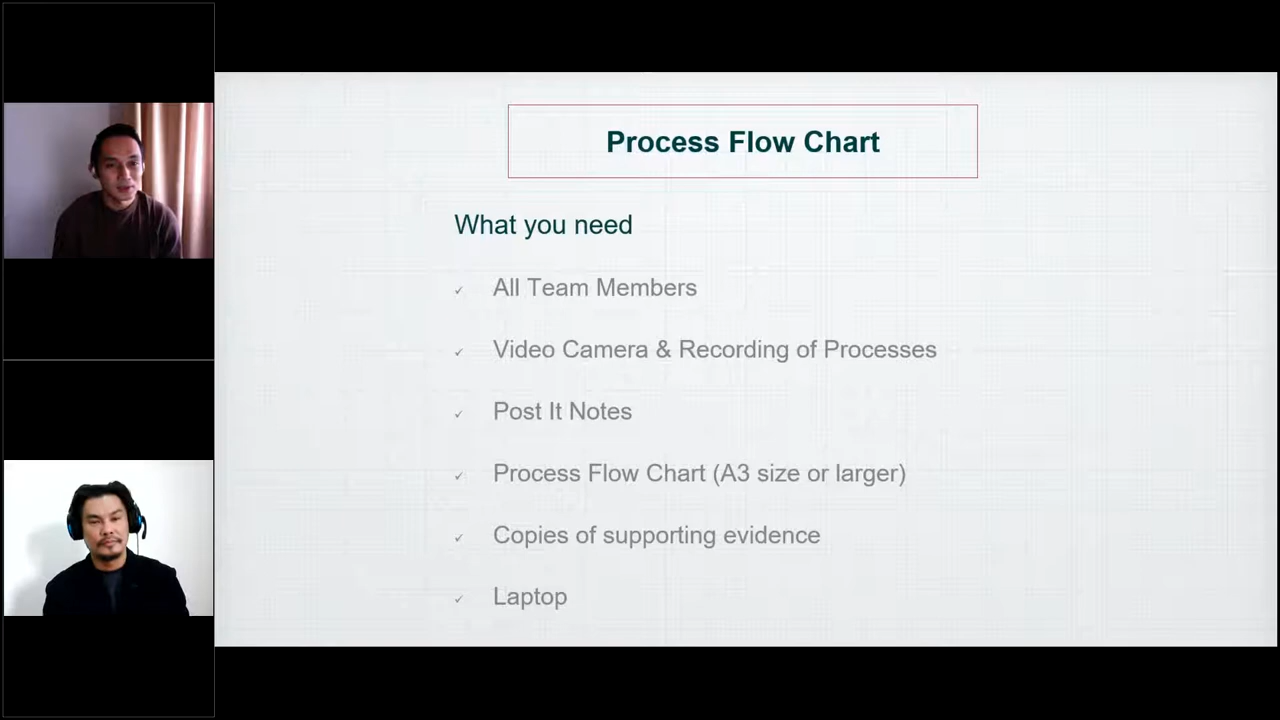 Process Flow Chart
What you need
✓ All Team Members
✓ Video Camera & Recording of Processes
✓ Post It Notes
✓ Process Flow Chart (A3 size or larger)
✓ Copies of supporting evidence
✓ Laptop